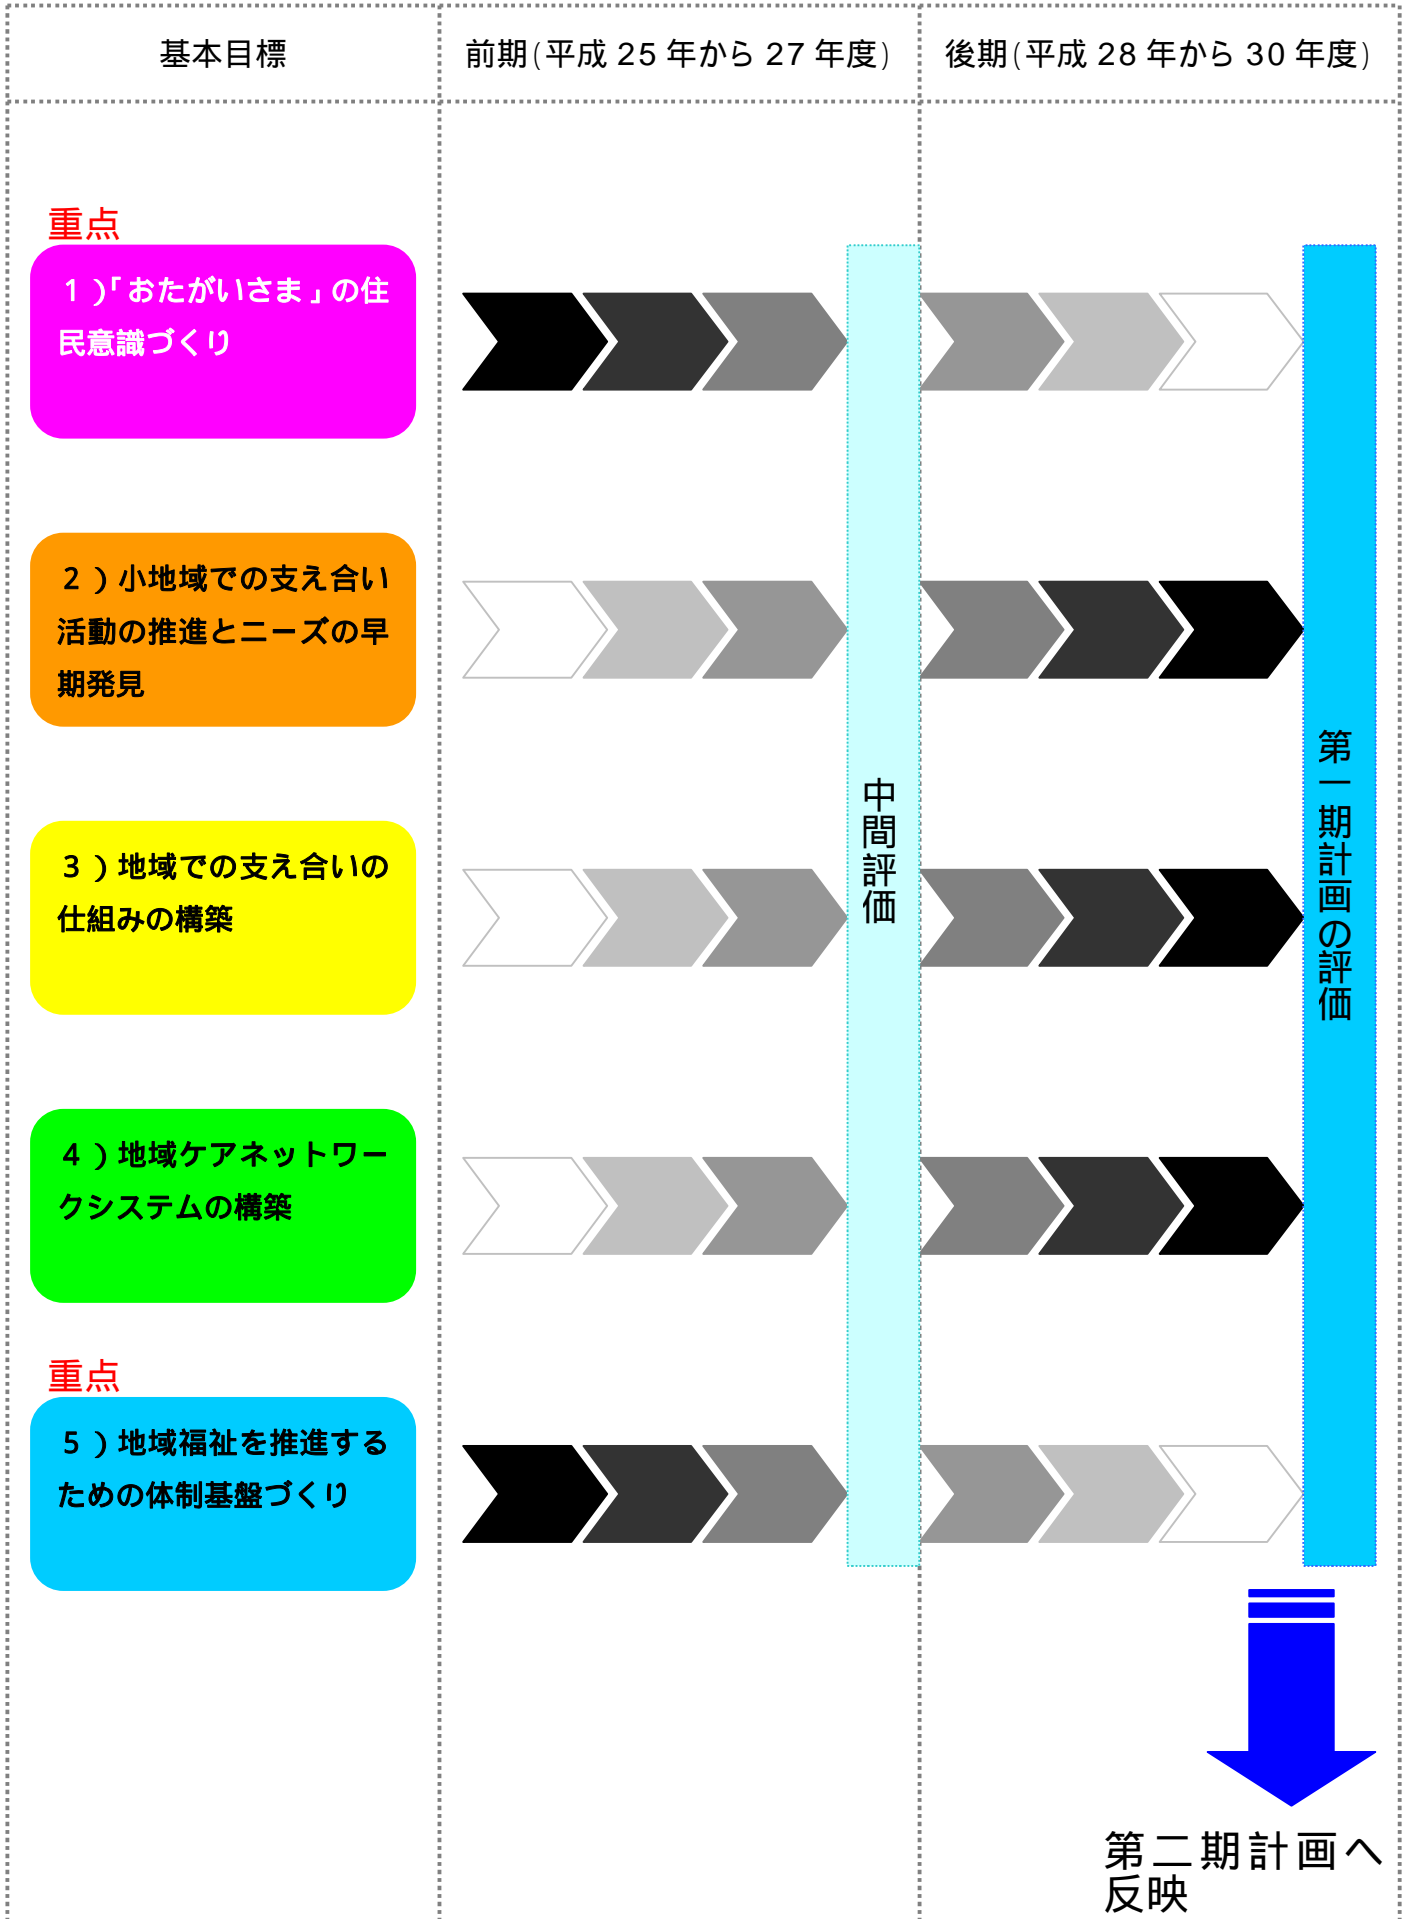 基本目標
前期(平成 25 年から 27 年度)
後期(平成 28 年から 30 年度)
重点
１）「おたがいさま」の住
民意識づくり
２）小地域での支え合い
活動の推進とニーズの早
期発見
３）地域での支え合いの
仕組みの構築
４）地域ケアネットワー
クシステムの構築
重点
５）地域福祉を推進する
ための体制基盤づくり
中間評価
第一期計画の評価
第二期計画へ
反映